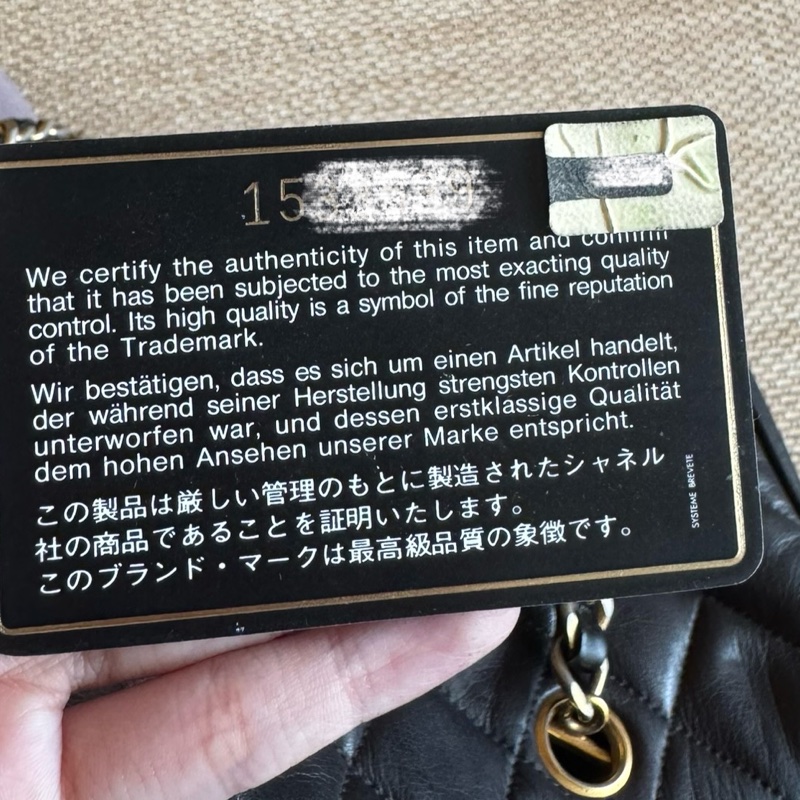 15
We certify the authenticity of this item and confirm
that it has been subjected to the most exacting quality
control. Its high quality is a symbol of the fine reputation
of the Trademark.
Wir bestätigen, dass es sich um einen Artikel handelt,
der während seiner Herstellung strengsten Kontrollen
unterworfen war, und dessen erstklassige Qualität
dem hohen Ansehen unserer Marke entspricht.
この製品は厳しい管理のもとに製造されたシャネル
社の商品であることを証明いたします。
このブランド・マークは最高級品質の象徴です。
SYSTEME BREVETE